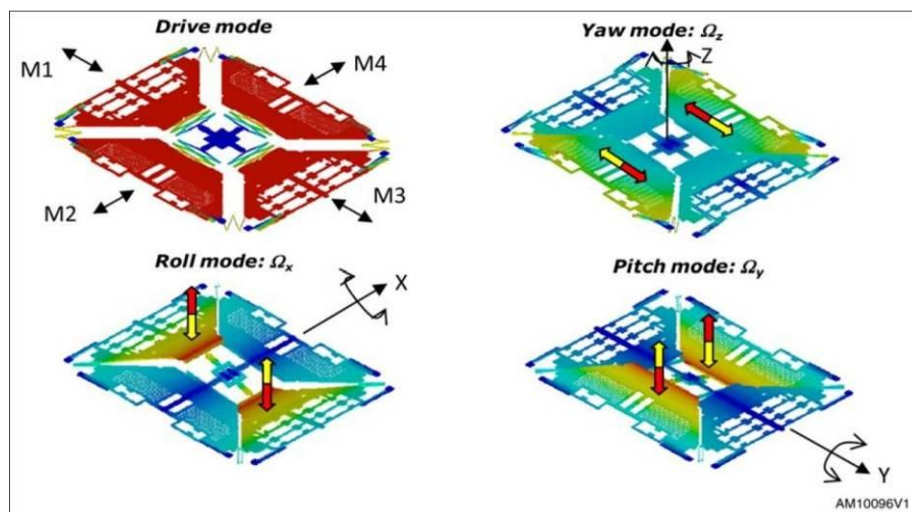 Drive mode
M1
M4
M2
M3
Yaw mode: Ωz
Z
Roll mode: Ωx
X
Pitch mode: Ωy
Y
AM10096V1